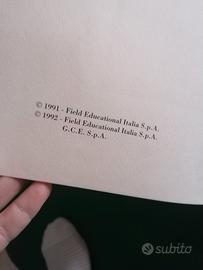 © 1991 - Field Educational Italia S.p.A.
© 1992 - Field Educational Italia S.p.A.
G.C.E. S.p.A.
subito